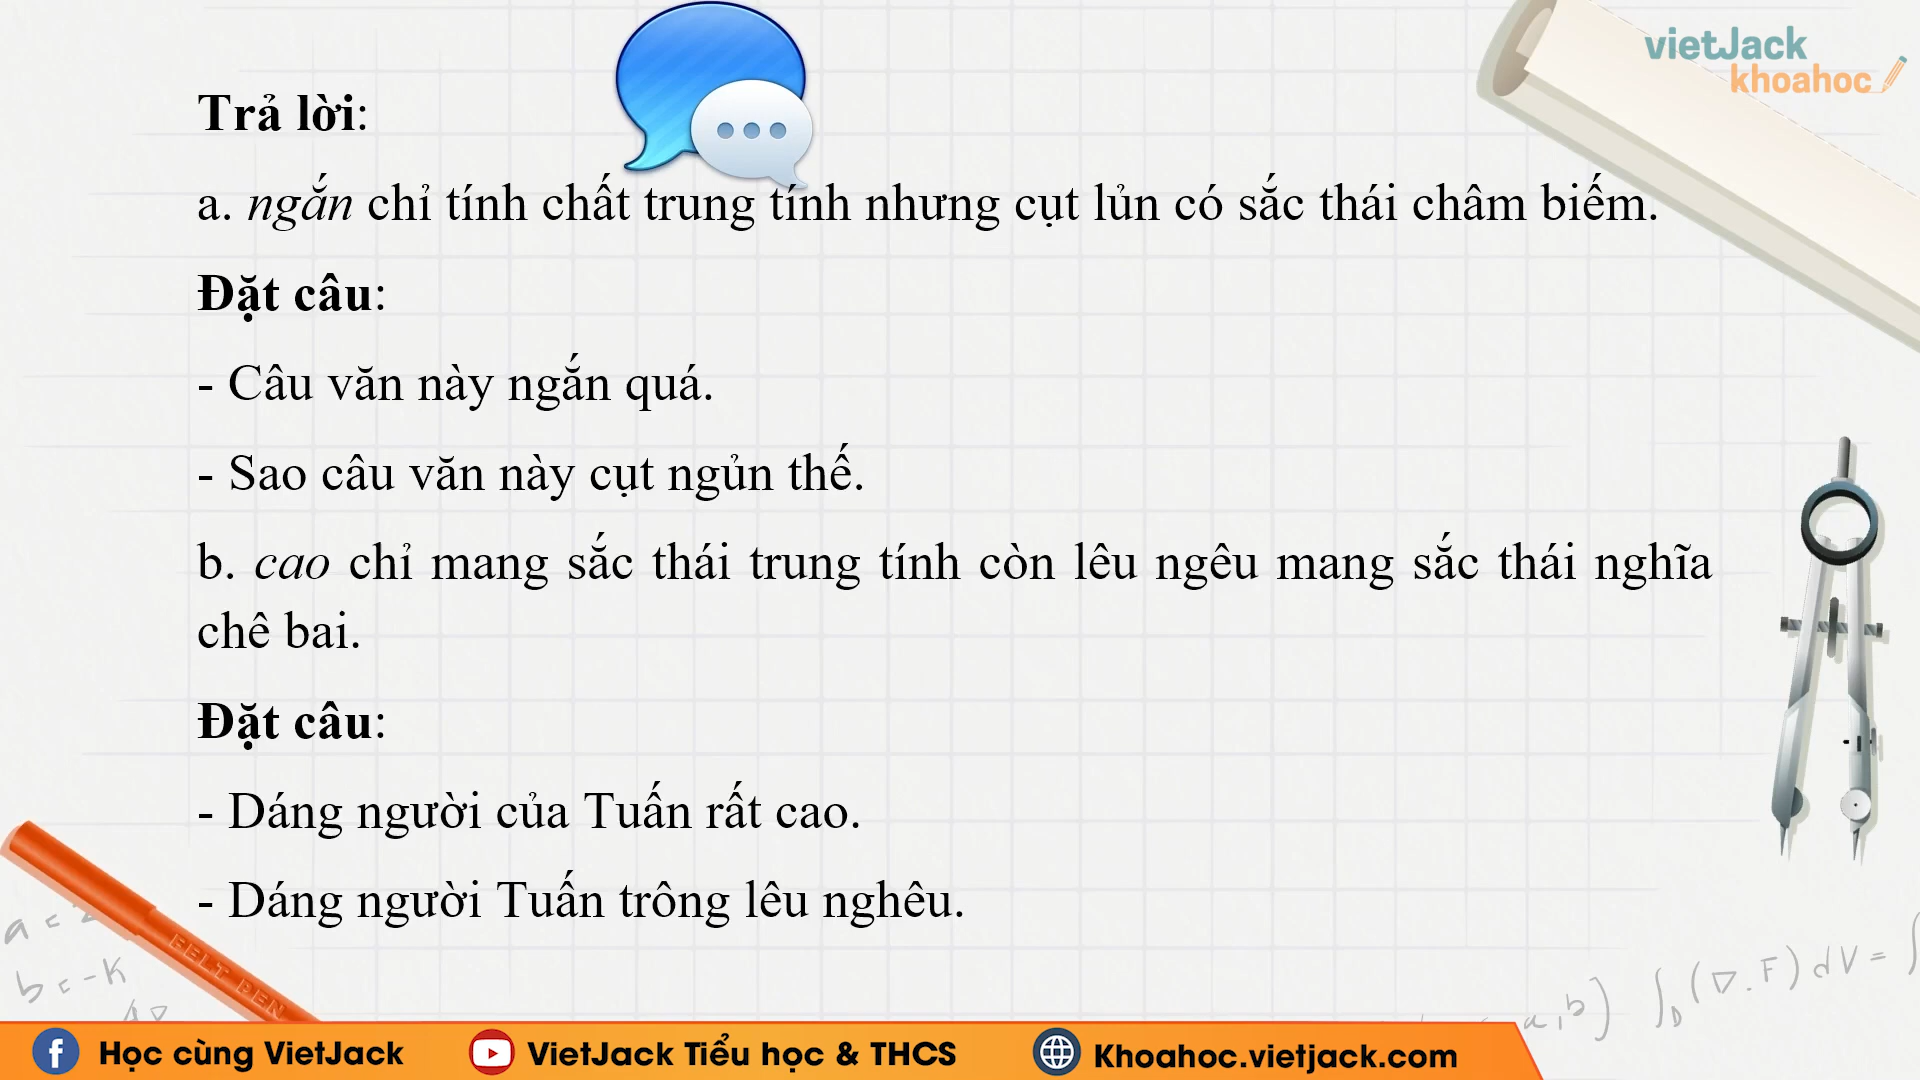 vietJack
khoahoc
Trả lời:
a. ngắn chỉ tính chất trung tính nhưng cụt lủn có sắc thái châm biếm.
Đặt câu:
- Câu văn này ngắn quá.
- Sao câu văn này cụt ngủn thế.
b. cao chỉ mang sắc thái trung tính còn lêu ngêu mang sắc thái nghĩa
chê bai.
Đặt câu:
- Dáng người của Tuấn rất cao.
- Dáng người Tuấn trông lêu nghêu.
BELT PEN
b = -k
a, b) ∫D (∇.F) dV = ∫
Học cùng VietJack
VietJack Tiểu học & THCS
Khoahoc.vietjack.com